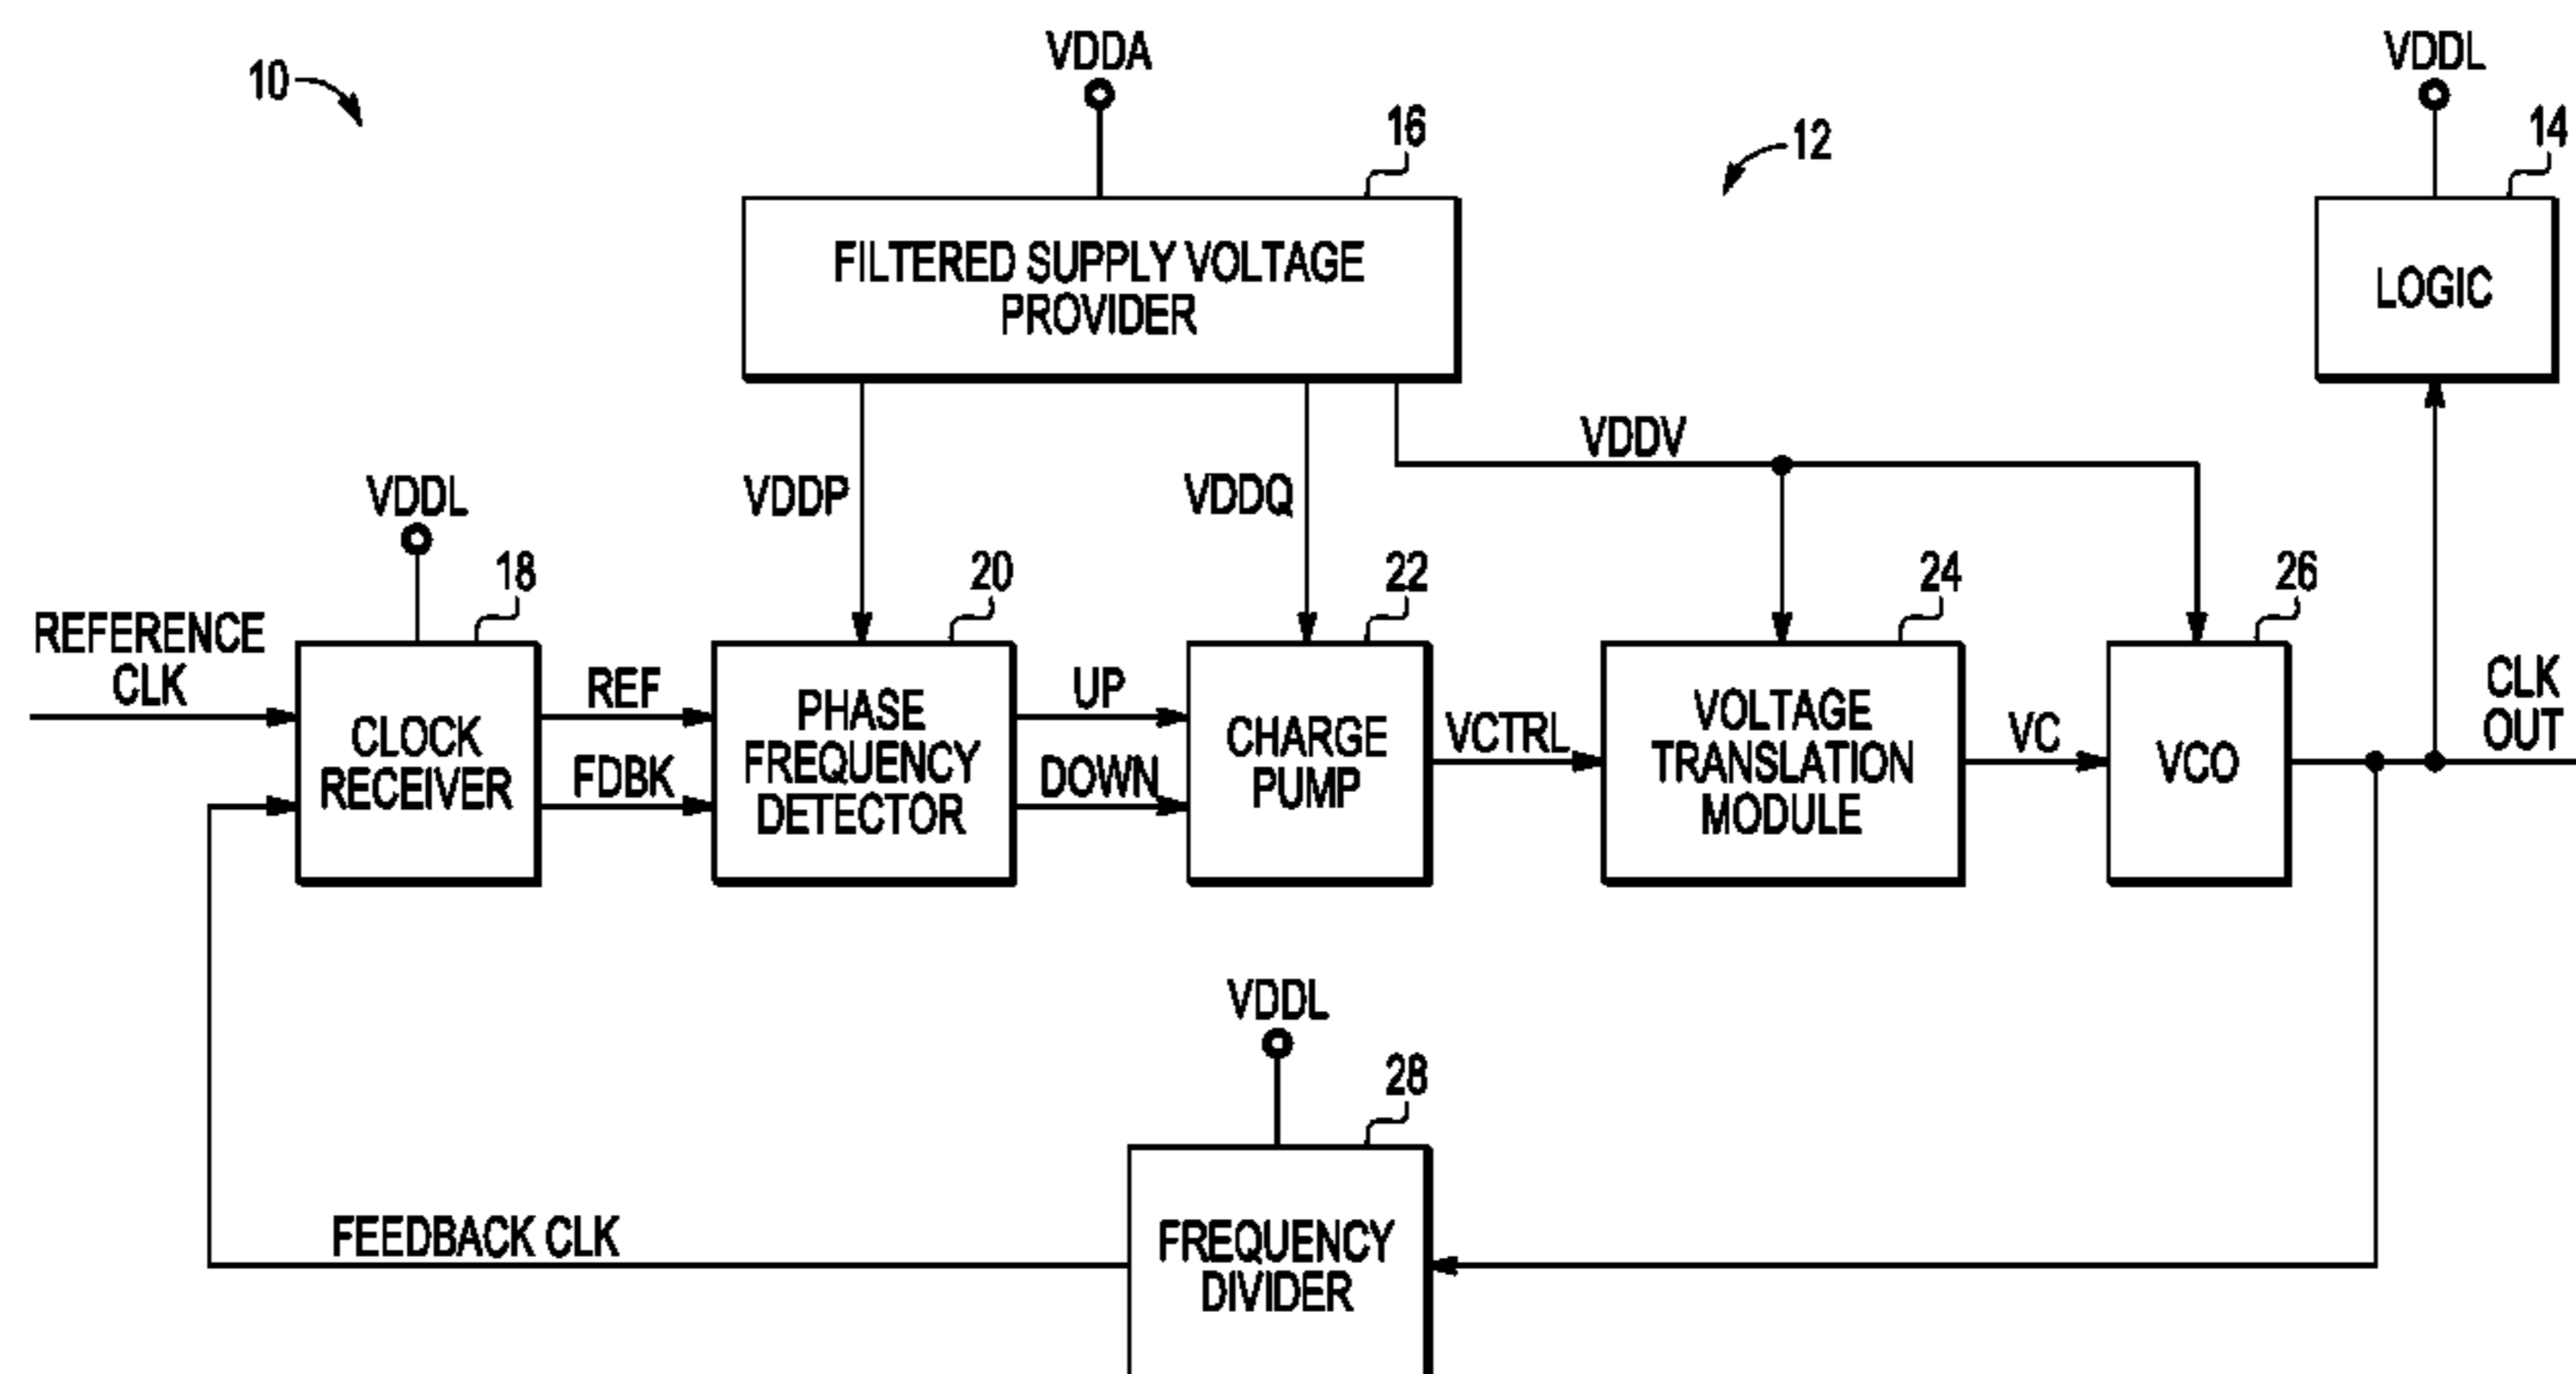 10
VDDA
16
12
VDDL
14
FILTERED SUPPLY VOLTAGE
PROVIDER
LOGIC
VDDV
VDDL
VDDP
VDDQ
18
20
22
24
26
REFERENCE
CLK
CLOCK
RECEIVER
REF
FDBK
PHASE
FREQUENCY
DETECTOR
UP
DOWN
CHARGE
PUMP
VCTRL
VOLTAGE
TRANSLATION
MODULE
VC
VCO
CLK
OUT
VDDL
28
FEEDBACK CLK
FREQUENCY
DIVIDER